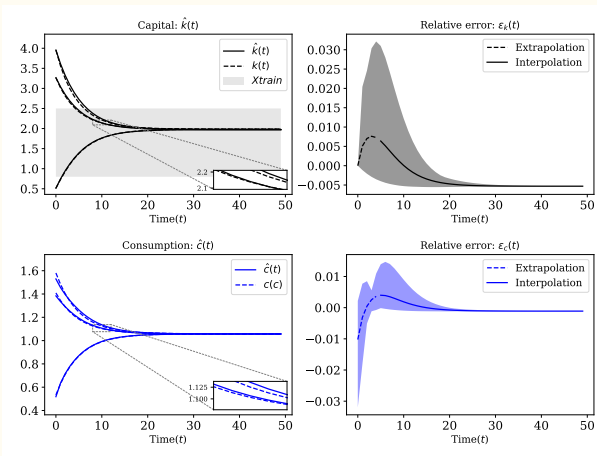 Capital: k̂(t)
4.0
3.5
3.0
2.5
2.0
1.5
1.0
0.5
k̂(t)
k(t)
Xtrain
2.2
2.1
0 10 20 30 40 50
Time(t)
Relative error: ε_k(t)
0.030
0.025
0.020
0.015
0.010
0.005
0.000
−0.005
Extrapolation
Interpolation
0 10 20 30 40 50
Time(t)
Consumption: ĉ(t)
1.6
1.4
1.2
1.0
0.8
0.6
0.4
ĉ(t)
c(c)
1.125
1.100
0 10 20 30 40 50
Time(t)
Relative error: ε_c(t)
0.01
0.00
−0.01
−0.02
−0.03
Extrapolation
Interpolation
0 10 20 30 40 50
Time(t)